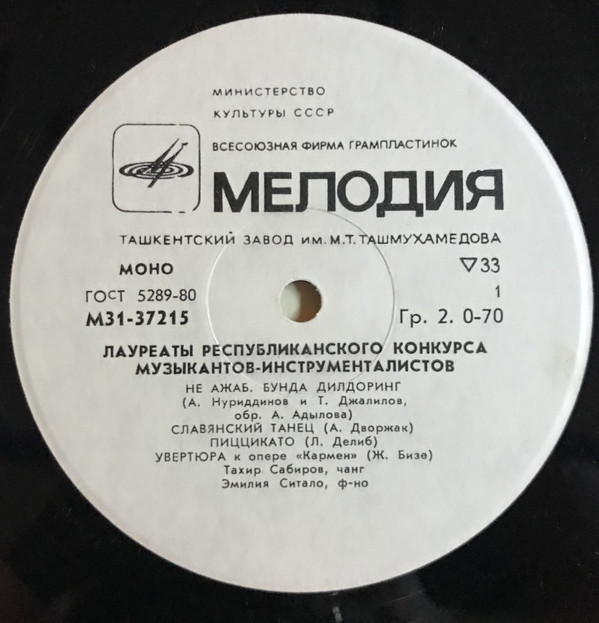 МИНИСТЕРСТВО
КУЛЬТУРЫ СССР
ВСЕСОЮЗНАЯ ФИРМА ГРАМПЛАСТИНОК
МЕЛОДИЯ
ТАШКЕНТСКИЙ ЗАВОД ИМ. М.Т. ТАШМУХАМЕДОВА
МОНО ▽33
ГОСТ 5289-80 1
М31-37215 Гр. 2. 0-70
ЛАУРЕАТЫ РЕСПУБЛИКАНСКОГО КОНКУРСА
МУЗЫКАНТОВ-ИНСТРУМЕНТАЛИСТОВ
НЕ АЖАБ. БУНДА ДИЛДОРИНГ
(А. Нуриддинов и Т. Джалилов,
обр. А. Адылова)
СЛАВЯНСКИЙ ТАНЕЦ (А. Дворжак)
ПИЦЦИКАТО (Л. Делиб)
УВЕРТЮРА к опере «Кармен» (Ж. Бизе)
Тахир Сабиров, чанг
Эмилия Ситало, ф-но